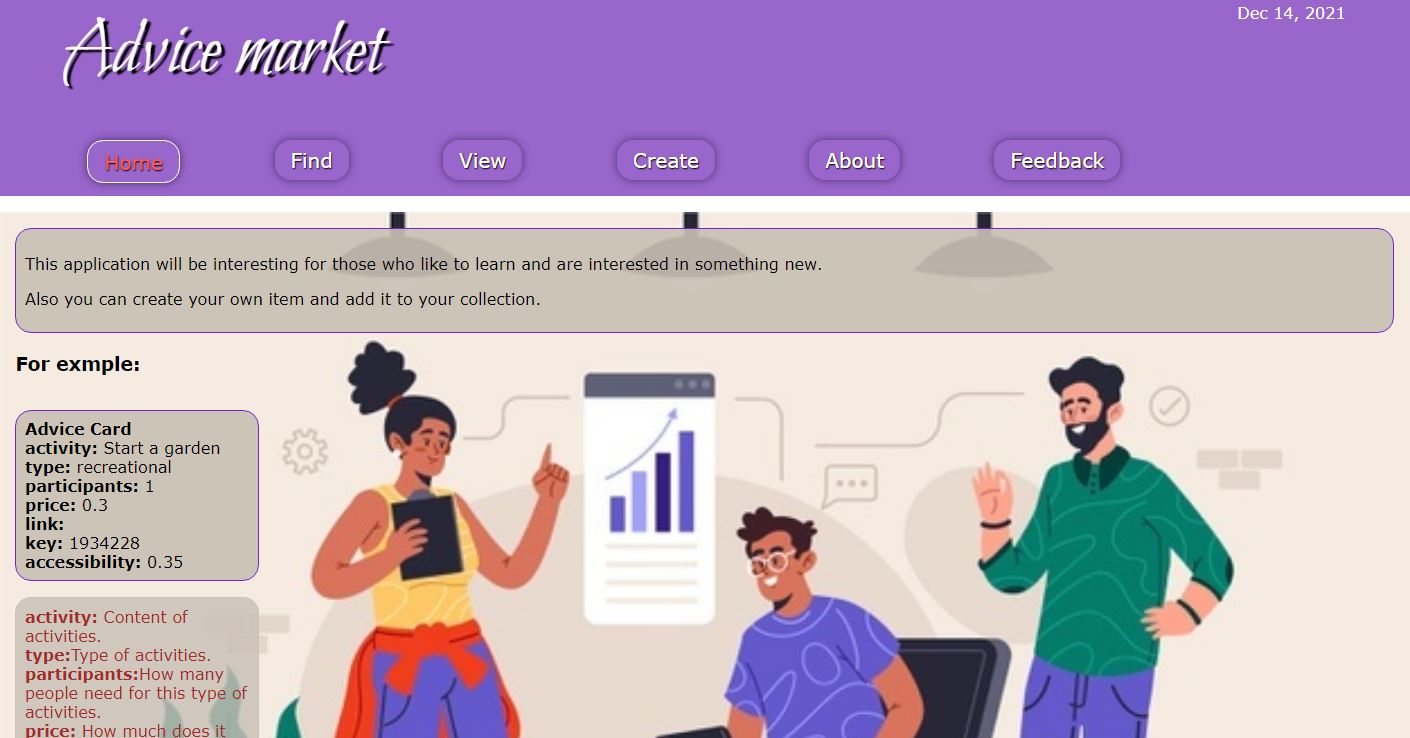 Advice market
Dec 14, 2021
Home
Find
View
Create
About
Feedback
This application will be interesting for those who like to learn and are interested in something new.
Also you can create your own item and add it to your collection.
For exmple:
Advice Card
activity: Start a garden
type: recreational
participants: 1
price: 0.3
link:
key: 1934228
accessibility: 0.35
activity: Content of
activities.
type:Type of activities.
participants:How many
people need for this type of
activities.
price: How much does it